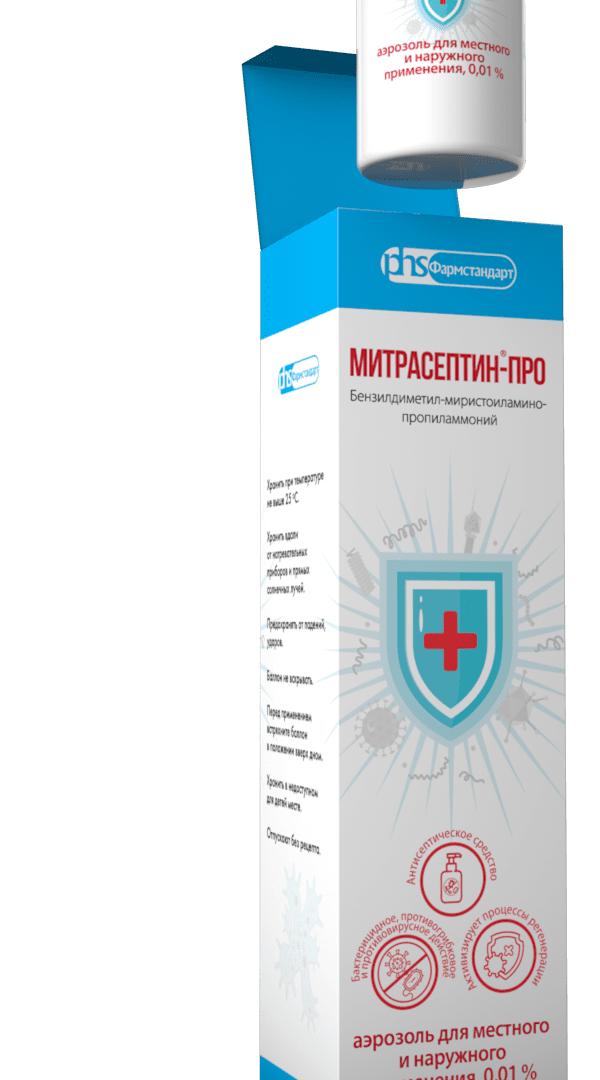 аэрозоль для местного
и наружного
применения, 0,01 %
phs Фармстандарт
МИТРАСЕПТИН®-ПРО
Бензилдиметил-миристоиламино-
пропиламмоний
phs Фармстандарт
Хранить при температуре
не выше 25 °С.
Хранить вдали
от нагревательных
приборов и прямых
солнечных лучей.
Предохранять от падений,
ударов.
Баллон не вскрывать.
Перед применением
встряхните баллон
в положении вверх дном.
Хранить в недоступном
для детей месте.
Отпускают без рецепта.
Антисептическое средство
Бактерицидное, противогрибковое
и противовирусное действие
Активизирует процессы регенерации
аэрозоль для местного
и наружного
применения, 0,01 %